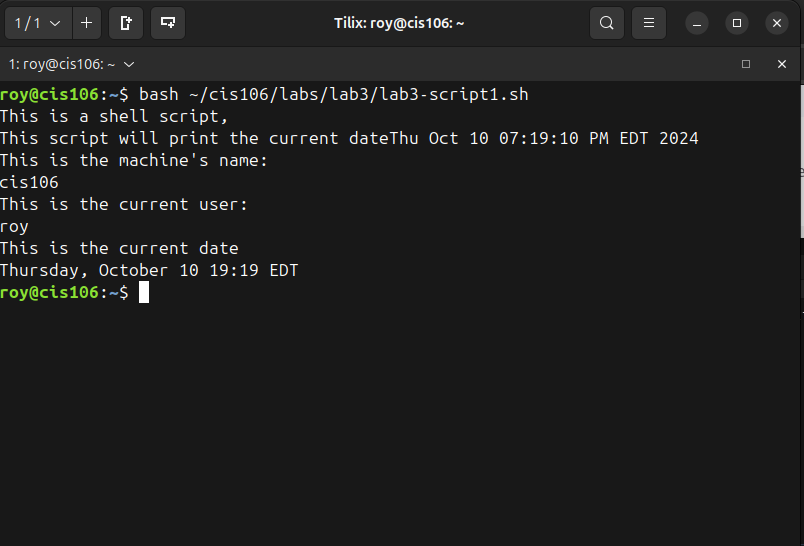 1 / 1
Tilix: roy@cis106: ~
1: roy@cis106: ~
roy@cis106:~$ bash ~/cis106/labs/lab3/lab3-script1.sh
This is a shell script,
This script will print the current dateThu Oct 10 07:19:10 PM EDT 2024
This is the machine's name:
cis106
This is the current user:
roy
This is the current date
Thursday, October 10 19:19 EDT
roy@cis106:~$